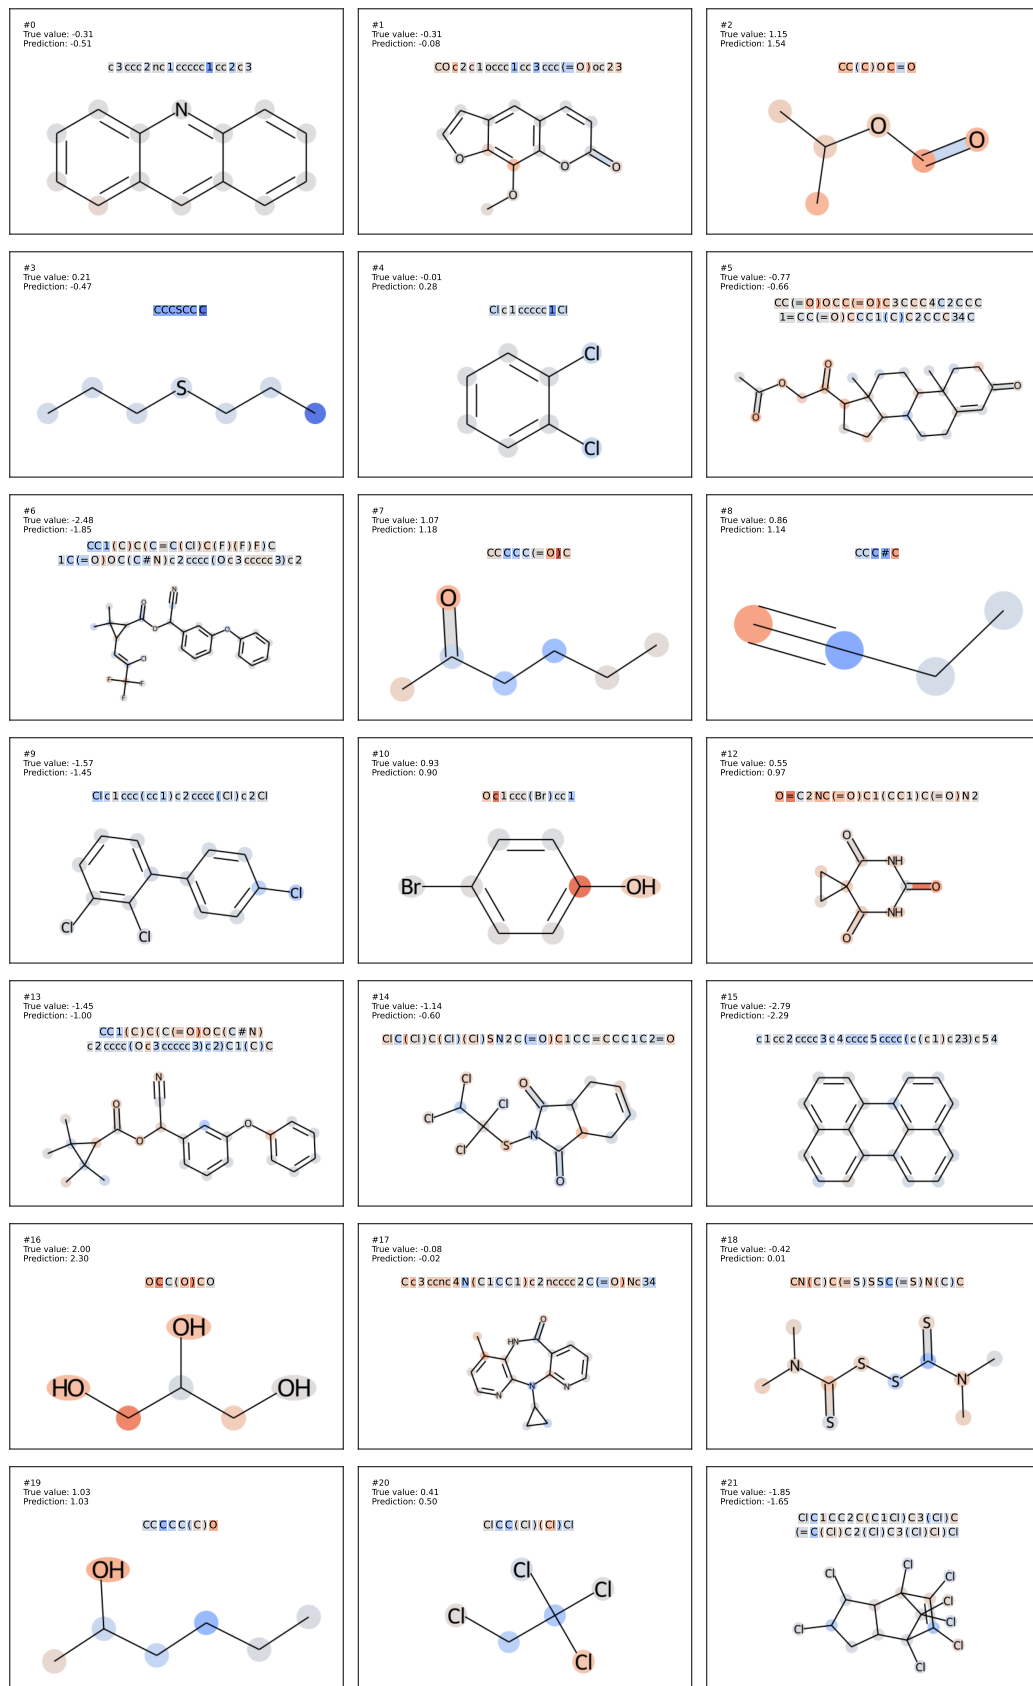 #0
True value: -0.31
Prediction: -0.51
c3ccc2nc1ccccc1cc2c3
N
#1
True value: -0.31
Prediction: -0.08
COc2c1occc1cc3ccc(=O)oc23
O
O
O
O
#2
True value: 1.15
Prediction: 1.54
CC(C)OC=O
O
O
#3
True value: 0.21
Prediction: -0.47
CCCSCCC
S
#4
True value: -0.01
Prediction: 0.28
Clc1ccccc1Cl
Cl
Cl
#5
True value: -0.77
Prediction: -0.66
CC(=O)OCC(=O)C3CCC4C2CCC
1=CC(=O)CCC1(C)C2CCC34C
O
O
O
O
#6
True value: -2.48
Prediction: -1.85
CC1(C)C(C=C(Cl)C(F)(F)F)C
1C(=O)OC(C#N)c2cccc(Oc3ccccc3)c2
N
O
O
O
Cl
F
F
F
#7
True value: 1.07
Prediction: 1.18
CCCCC(=O)C
O
#8
True value: 0.86
Prediction: 1.14
CCC#C
#9
True value: -1.57
Prediction: -1.45
Clc1ccc(cc1)c2cccc(Cl)c2Cl
Cl
Cl
Cl
#10
True value: 0.93
Prediction: 0.90
Oc1ccc(Br)cc1
Br
OH
#12
True value: 0.55
Prediction: 0.97
O=C2NC(=O)C1(CC1)C(=O)N2
O
NH
O
NH
O
#13
True value: -1.45
Prediction: -1.00
CC1(C)C(C(=O)OC(C#N)
c2cccc(Oc3ccccc3)c2)C1(C)C
N
O
O
O
#14
True value: -1.14
Prediction: -0.60
ClC(Cl)C(Cl)(Cl)SN2C(=O)C1CC=CCC1C2=O
Cl
O
Cl
Cl
N
Cl
S
O
#15
True value: -2.79
Prediction: -2.29
c1cc2cccc3c4cccc5cccc(c(c1)c23)c54
#16
True value: 2.00
Prediction: 2.30
OCC(O)CO
OH
HO
OH
#17
True value: -0.08
Prediction: -0.02
Cc3ccnc4N(C1CC1)c2ncccc2C(=O)Nc34
O
HN
N
N
N
#18
True value: -0.42
Prediction: 0.01
CN(C)C(=S)SSC(=S)N(C)C
S
N
S
S
N
S
#19
True value: 1.03
Prediction: 1.03
CCCCC(C)O
OH
#20
True value: 0.41
Prediction: 0.50
ClCC(Cl)(Cl)Cl
Cl
Cl
Cl
Cl
#21
True value: -1.85
Prediction: -1.65
ClC1CC2C(C1Cl)C3(Cl)C
(=C(Cl)C2(Cl)C3(Cl)Cl)Cl
Cl
Cl
Cl
Cl
Cl
Cl
Cl
Cl